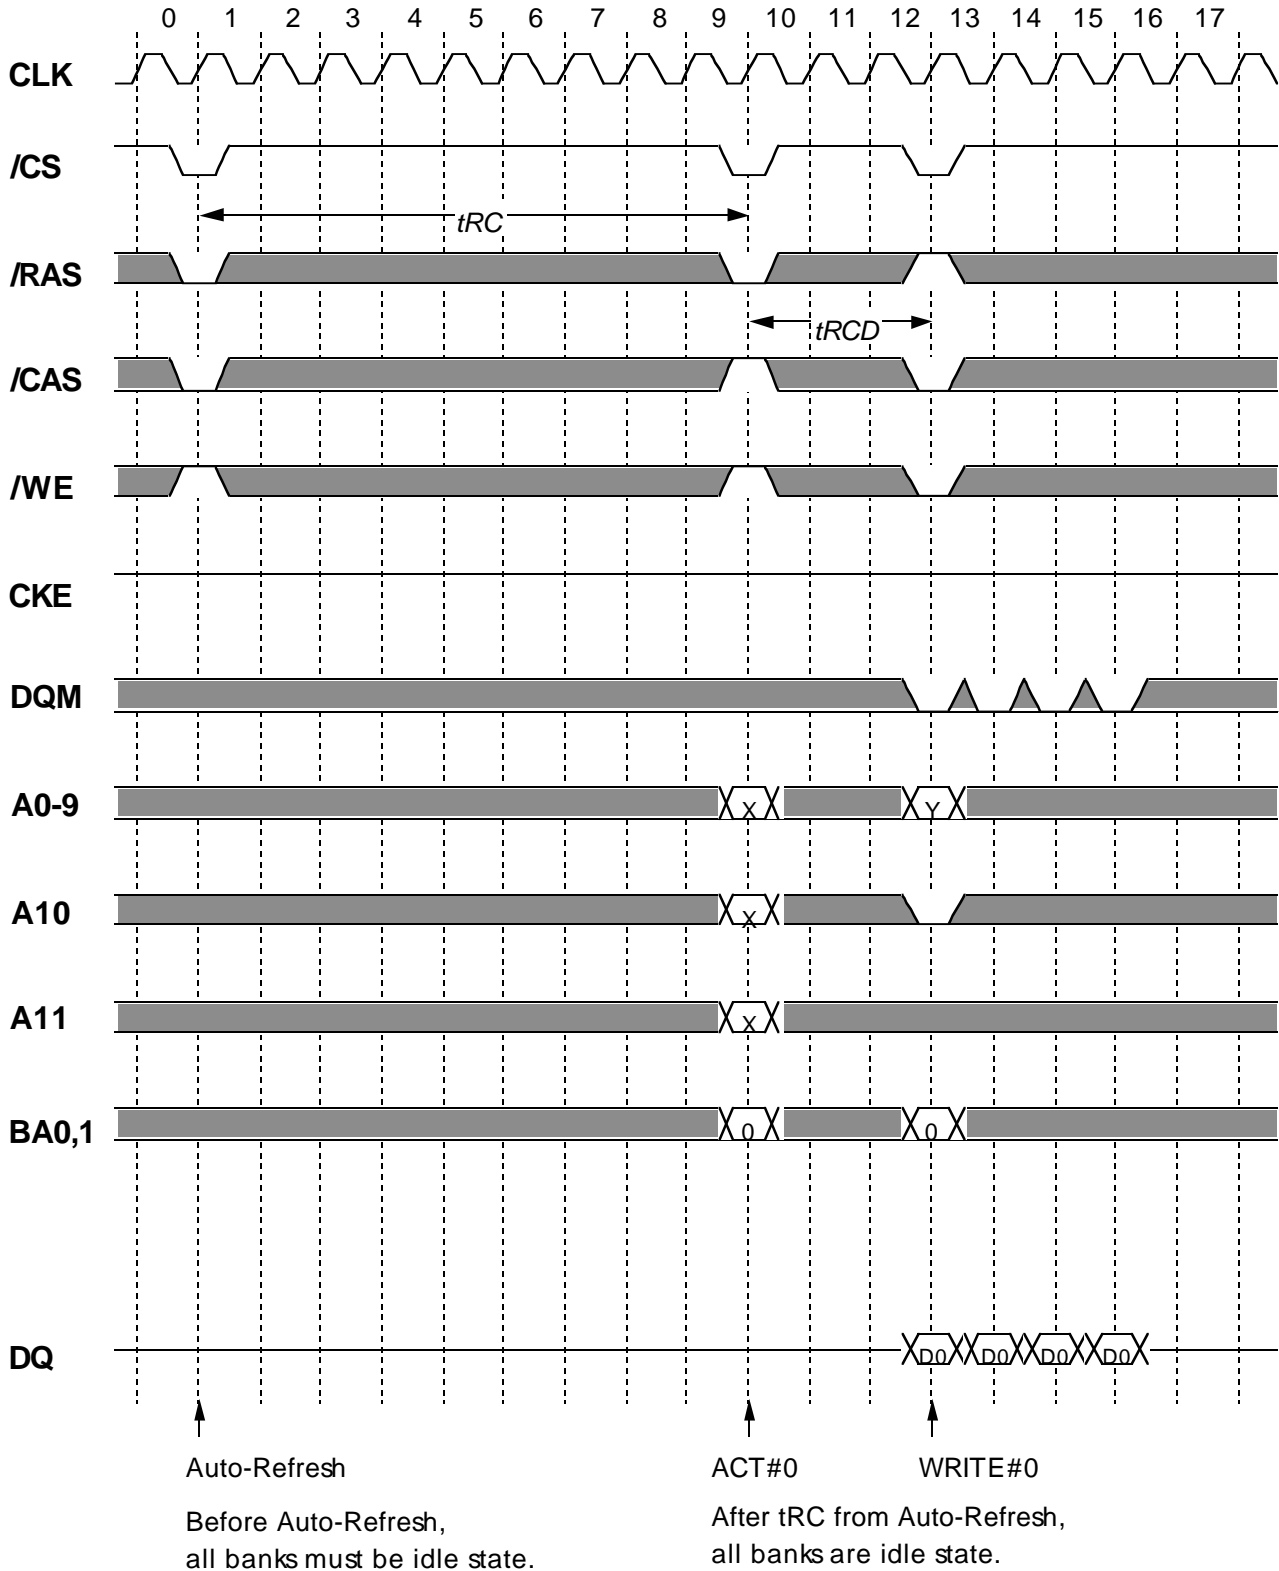 0 1 2 3 4 5 6 7 8 9 10 11 12 13 14 15 16 17
CLK
/CS
tRC
/RAS
tRCD
/CAS
/WE
CKE
DQM
A0-9 X Y
A10 X
A11 X
BA0,1 0 0
DQ D0 D0 D0 D0
Auto-Refresh ACT#0 WRITE#0
Before Auto-Refresh,
all banks must be idle state.
After tRC from Auto-Refresh,
all banks are idle state.